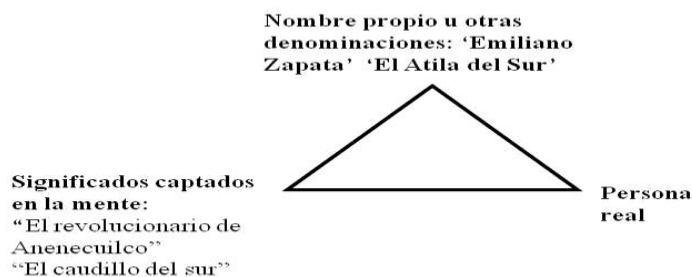 Nombre propio u otras
denominaciones: ‘Emiliano
Zapata’ ‘El Atila del Sur’
Significados captados
en la mente:
“El revolucionario de
Anenecuilco”
“El caudillo del sur”
Persona
real